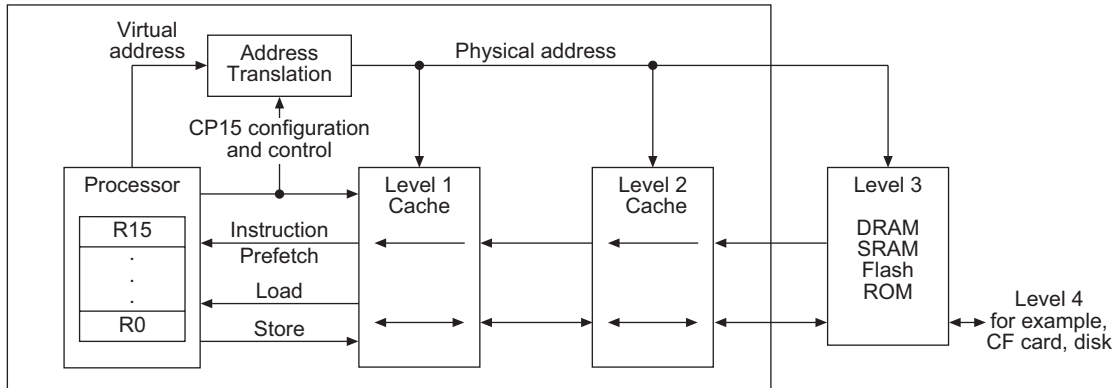 Virtual
address
Address
Translation
Physical address
CP15 configuration
and control
Processor
R15
.
.
.
R0
Instruction
Prefetch
Load
Store
Level 1
Cache
Level 2
Cache
Level 3
DRAM
SRAM
Flash
ROM
Level 4
for example,
CF card, disk